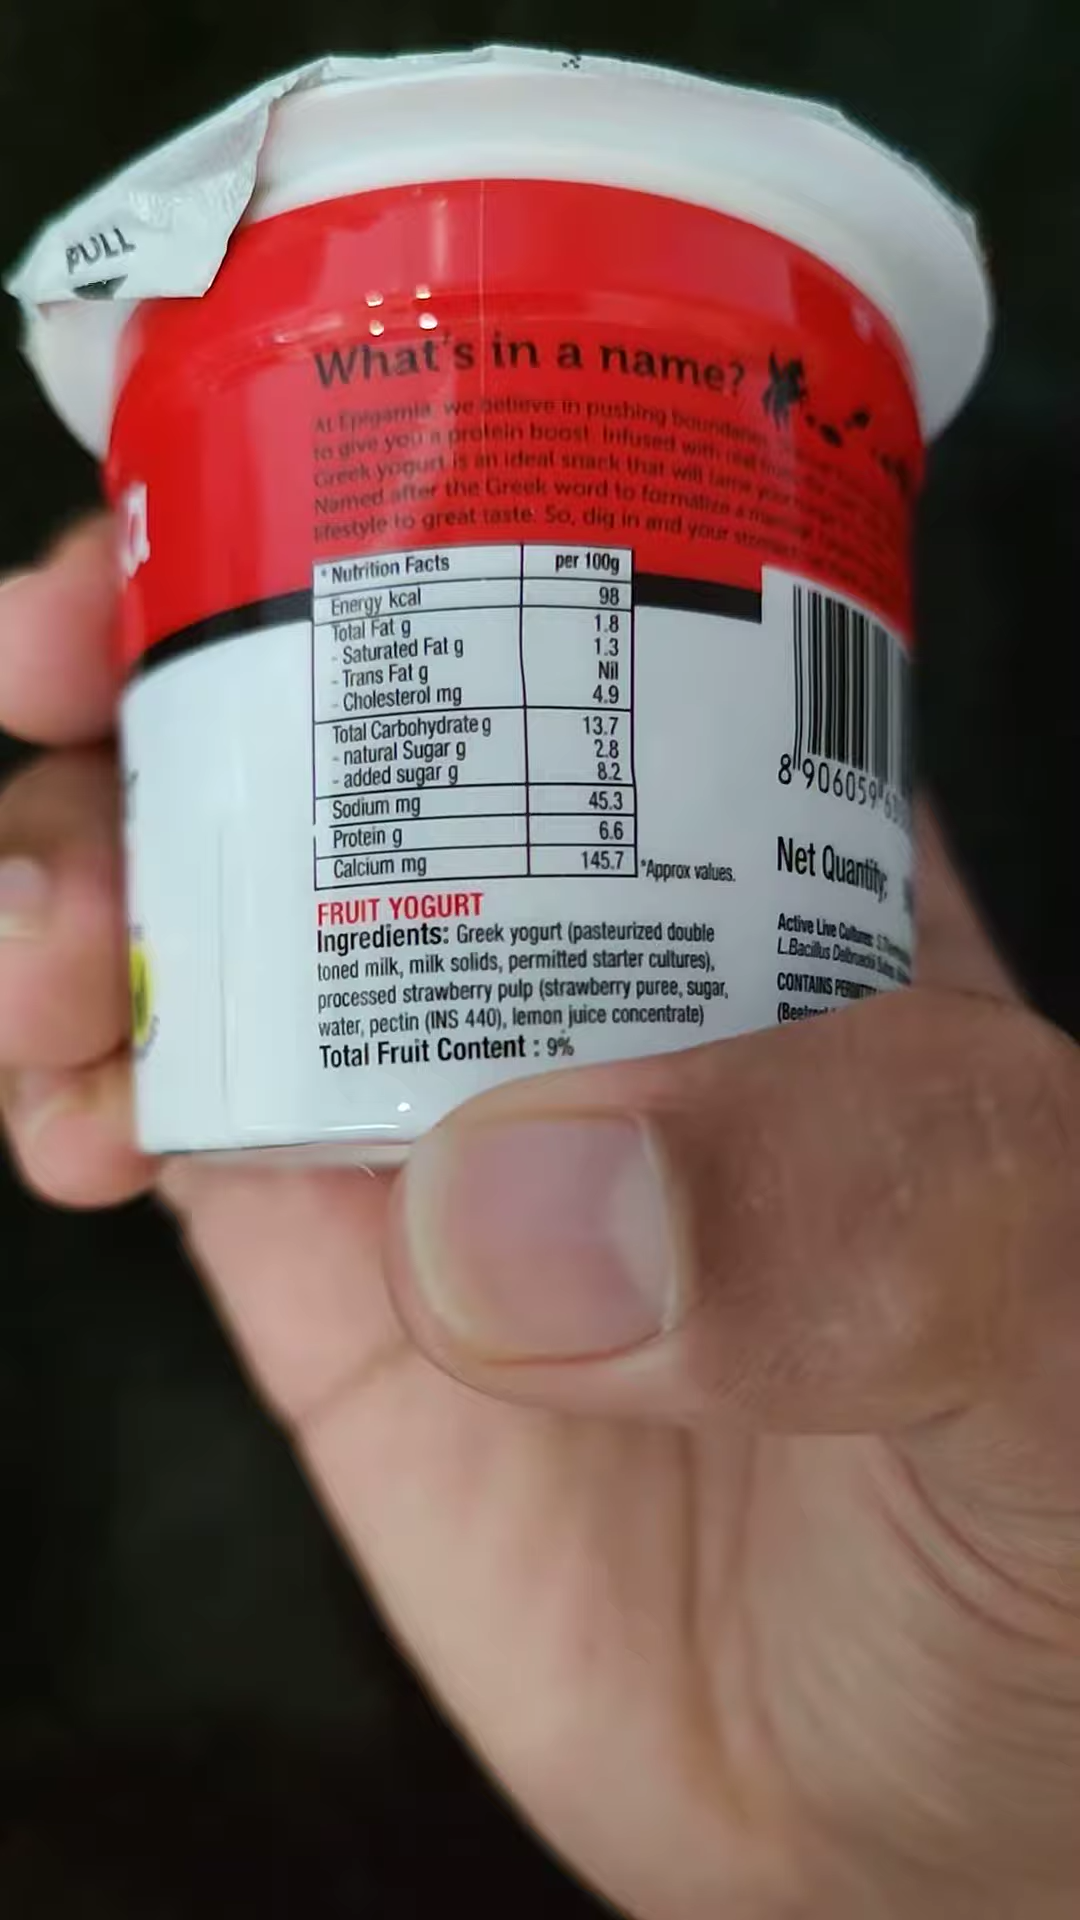 PULL
What's in a name?
At Epigamia, we believe in pushing boundaries
to give you a protein boost. Infused with real
Greek yogurt is an ideal snack that will tame your
Named after the Greek word to formalize a
lifestyle to great taste. So, dig in and your
* Nutrition Facts per 100g
Energy kcal 98
Total Fat g 1.8
- Saturated Fat g 1.3
- Trans Fat g Nil
- Cholesterol mg 4.9
Total Carbohydrate g 13.7
- natural Sugar g 2.8
- added sugar g 8.2
Sodium mg 45.3
Protein g 6.6
Calcium mg 145.7
*Approx values.
FRUIT YOGURT
Ingredients: Greek yogurt (pasteurized double
toned milk, milk solids, permitted starter cultures),
processed strawberry pulp (strawberry puree, sugar,
water, pectin (INS 440), lemon juice concentrate)
Total Fruit Content : 9%
8 906059
Net Quantity:
Active Live Cultures:
L.Bacillus
CONTAINS